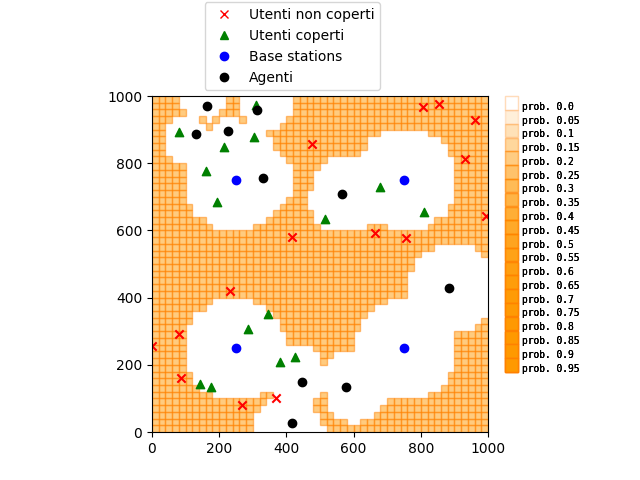 Utenti non coperti
Utenti coperti
Base stations
Agenti
1000
800
600
400
200
0
0
200
400
600
800
1000
prob. 0.0
prob. 0.05
prob. 0.1
prob. 0.15
prob. 0.2
prob. 0.25
prob. 0.3
prob. 0.35
prob. 0.4
prob. 0.45
prob. 0.5
prob. 0.55
prob. 0.6
prob. 0.65
prob. 0.7
prob. 0.75
prob. 0.8
prob. 0.85
prob. 0.9
prob. 0.95